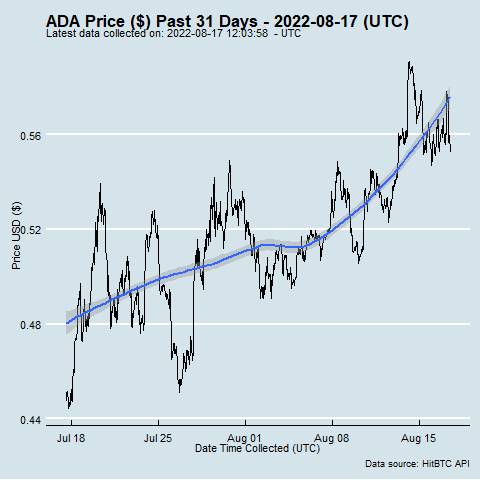 ADA Price ($) Past 31 Days - 2022-08-17 (UTC)
Latest data collected on: 2022-08-17 12:03:58 - UTC
Price USD ($)
0.56
0.52
0.48
0.44
Jul 18 Jul 25 Aug 01 Aug 08 Aug 15
Date Time Collected (UTC)
Data source: HitBTC API